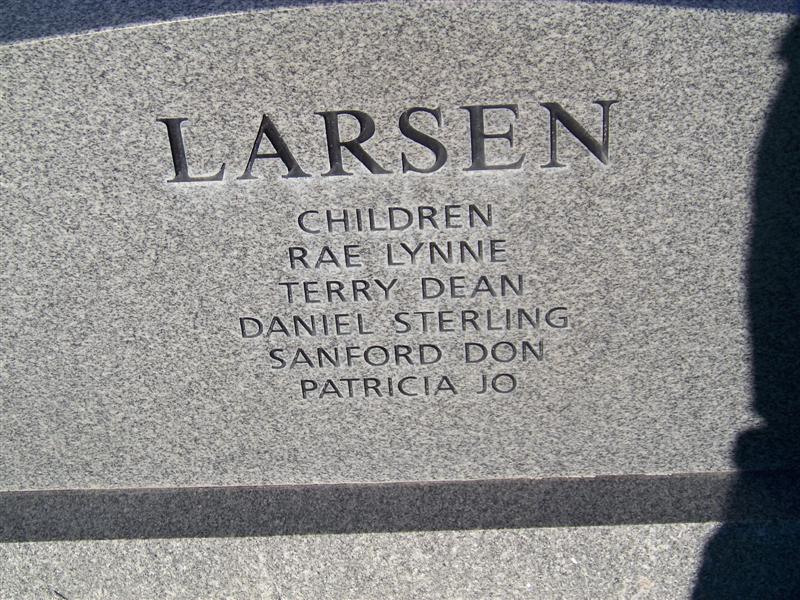 LARSEN
CHILDREN
RAE LYNNE
TERRY DEAN
DANIEL STERLING
SANFORD DON
PATRICIA JO